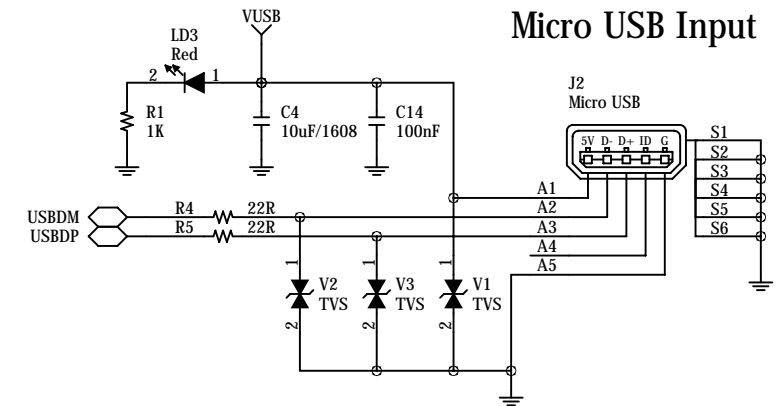 Micro USB Input
VUSB
LD3
Red
2
1
R1
1K
C4
10uF/1608
C14
100nF
J2
Micro USB
5V D- D+ ID G
S1
S2
S3
S4
S5
S6
A1
A2
A3
A4
A5
USBDM
R4
22R
USBDP
R5
22R
1
1
1
V2
TVS
V3
TVS
V1
TVS
2
2
2